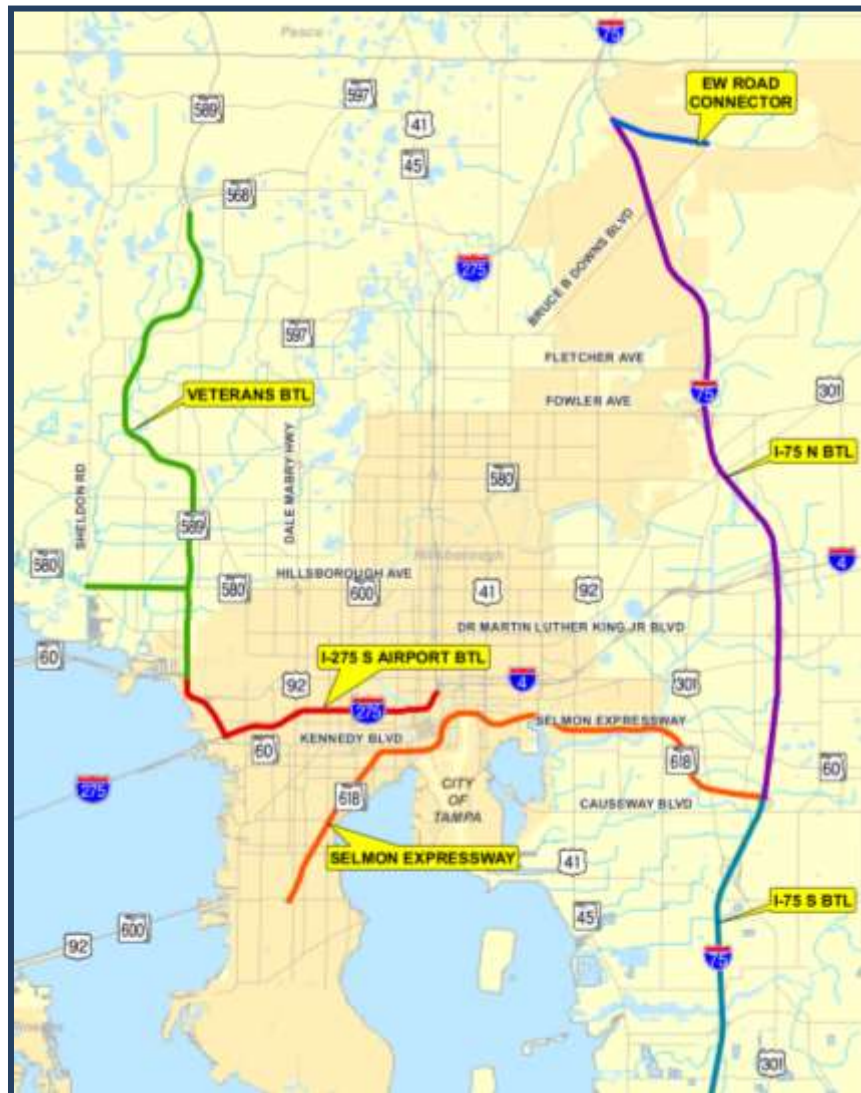 Pasco
75
EW ROAD
CONNECTOR
589
597
41
45
568
275
BRUCE B DOWNS BLVD
597
FLETCHER AVE
VETERANS BTL
FOWLER AVE
75
301
I-75 N BTL
SHELDON RD
DALE MABRY HWY
580
589
Hillsborough
4
580
HILLSBOROUGH AVE
580
600
41
92
DR MARTIN LUTHER KING JR BLVD
60
I-275 S AIRPORT BTL
92
4
301
275
SELMON EXPRESSWAY
KENNEDY BLVD
60
618
60
275
618
CITY
OF
TAMPA
CAUSEWAY BLVD
SELMON EXPRESSWAY
41
I-75 S BTL
45
92
600
75
301